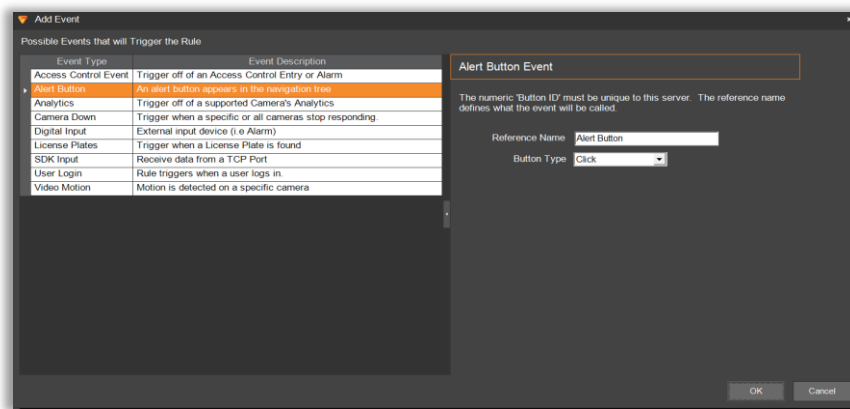 Add Event
Possible Events that will Trigger the Rule
Event Type Event Description
Access Control Event Trigger off of an Access Control Entry or Alarm
Alert Button An alert button appears in the navigation tree
Analytics Trigger off of a supported Camera's Analytics
Camera Down Trigger when a specific or all cameras stop responding.
Digital Input External input device (i.e Alarm)
License Plates Trigger when a License Plate is found
SDK Input Receive data from a TCP Port
User Login Rule triggers when a user logs in.
Video Motion Motion is detected on a specific camera
Alert Button Event
The numeric 'Button ID' must be unique to this server. The reference name
defines what the event will be called.
Reference Name Alert Button
Button Type Click
OK Cancel